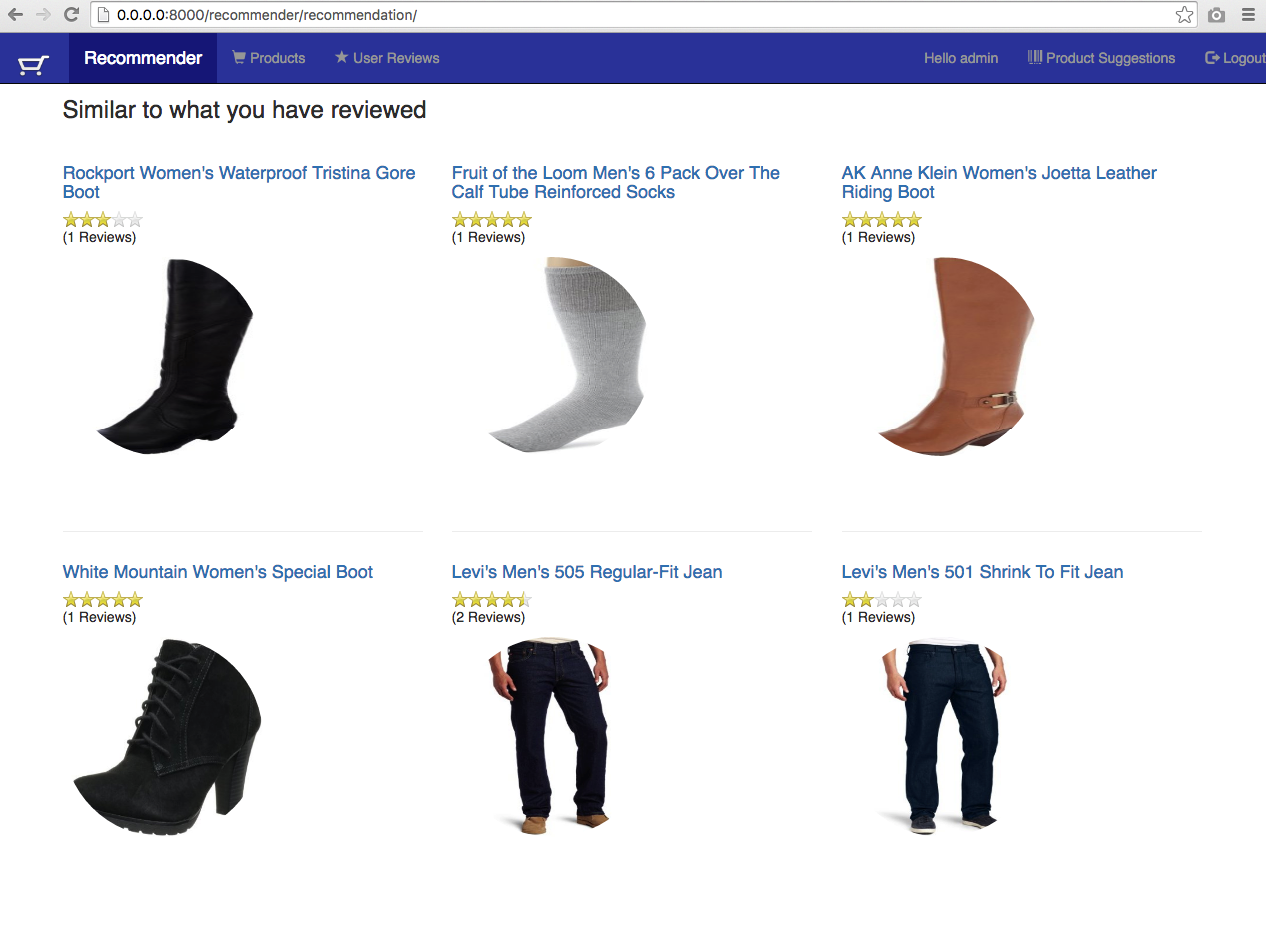 0.0.0.0:8000/recommender/recommendation/
Recommender Products User Reviews Hello admin Product Suggestions Logout
Similar to what you have reviewed
Rockport Women's Waterproof Tristina Gore
Boot
(1 Reviews)
Fruit of the Loom Men's 6 Pack Over The
Calf Tube Reinforced Socks
(1 Reviews)
AK Anne Klein Women's Joetta Leather
Riding Boot
(1 Reviews)
White Mountain Women's Special Boot
(1 Reviews)
Levi's Men's 505 Regular-Fit Jean
(2 Reviews)
Levi's Men's 501 Shrink To Fit Jean
(1 Reviews)